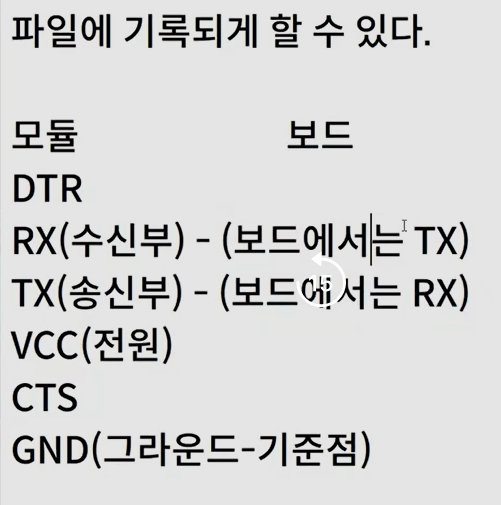 파일에 기록되게 할 수 있다.
모듈 보드
DTR
RX(수신부) - (보드에서는 TX)
TX(송신부) - (보드에서는 RX)
15
VCC(전원)
CTS
GND(그라운드-기준점)